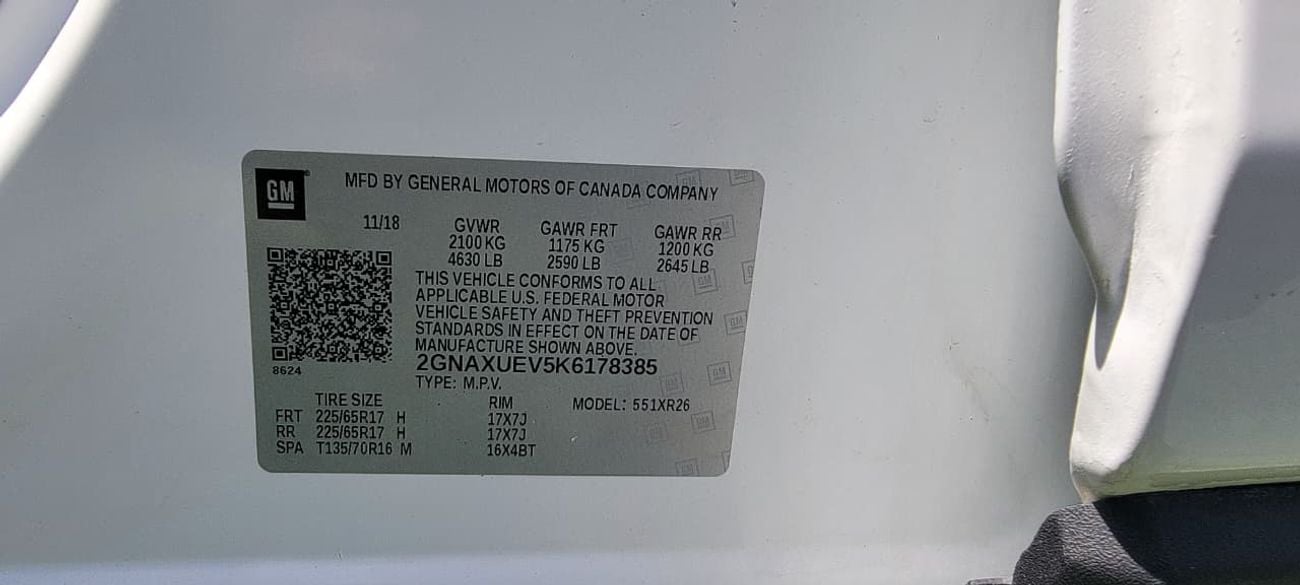 GM MFD BY GENERAL MOTORS OF CANADA COMPANY
11/18 GVWR GAWR FRT GAWR RR
2100 KG 1175 KG 1200 KG
4630 LB 2590 LB 2645 LB
THIS VEHICLE CONFORMS TO ALL
APPLICABLE U.S. FEDERAL MOTOR
VEHICLE SAFETY AND THEFT PREVENTION
STANDARDS IN EFFECT ON THE DATE OF
MANUFACTURE SHOWN ABOVE.
2GNAXUEV5K6178385
8624
TYPE: M.P.V.
TIRE SIZE RIM MODEL: 551XR26
FRT 225/65R17 H 17X7J
RR 225/65R17 H 17X7J
SPA T135/70R16 M 16X4BT